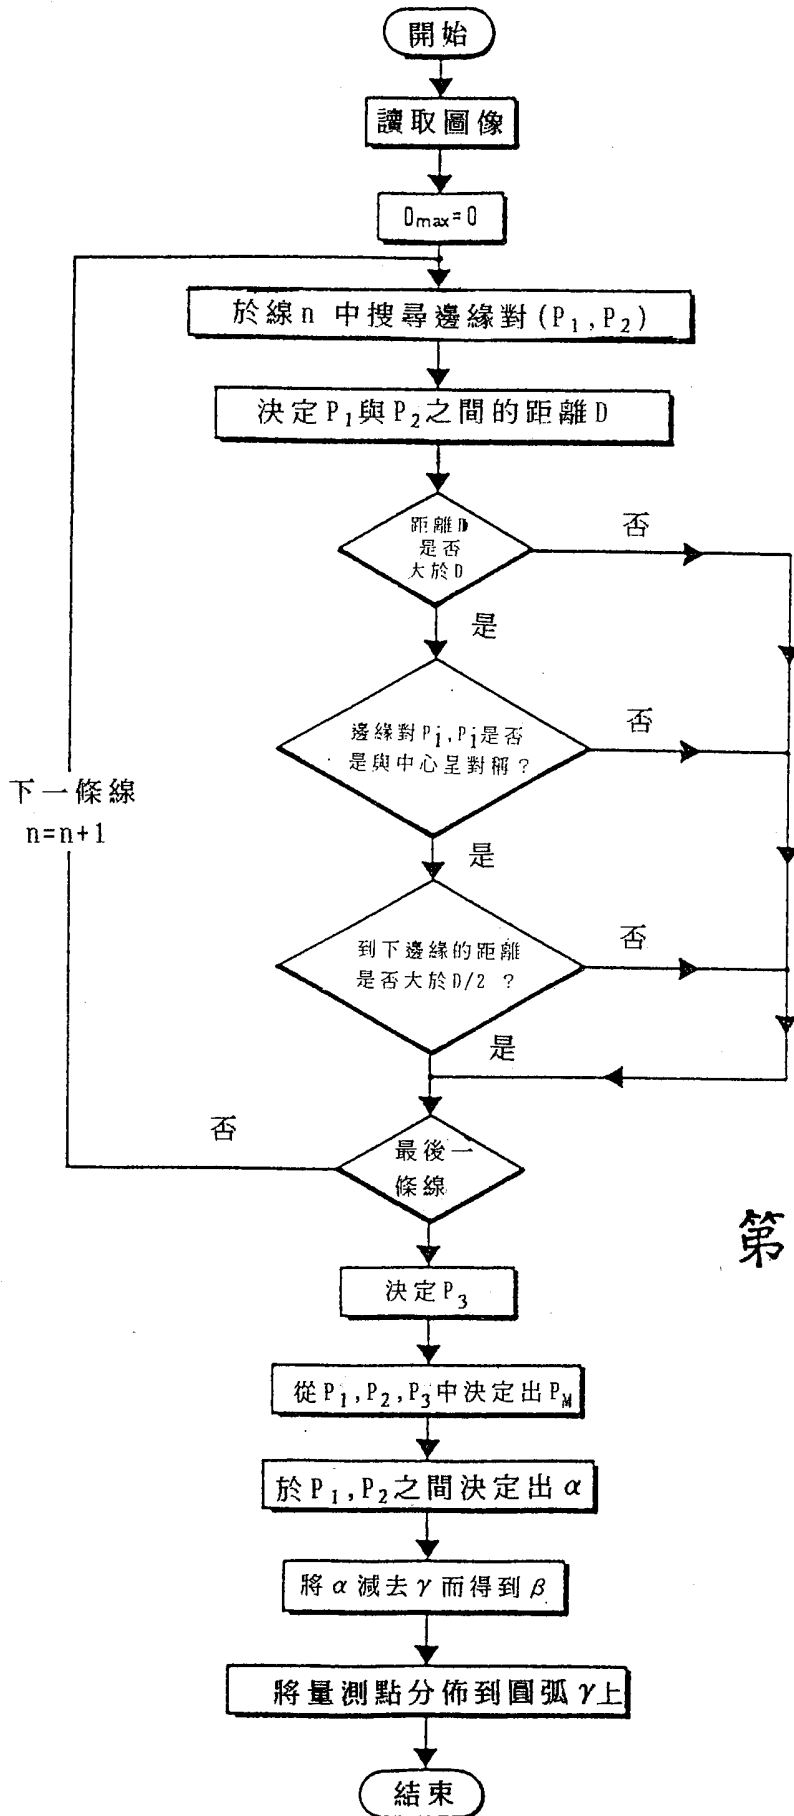 開始
讀取圖像
Dmax=0
於線n 中搜尋邊緣對(P1,P2)
決定P1與P2之間的距離D
距離D
是否
大於D
否
是
邊緣對Pi,Pi是否
是與中心呈對稱?
否
下一條線
n=n+1
是
到下邊緣的距離
是否大於D/2 ?
否
是
否
最後一
條線
第
決定P3
從P1,P2,P3中決定出PM
於P1,P2之間決定出α
將α減去γ而得到β
將量測點分佈到圓弧γ上
結束